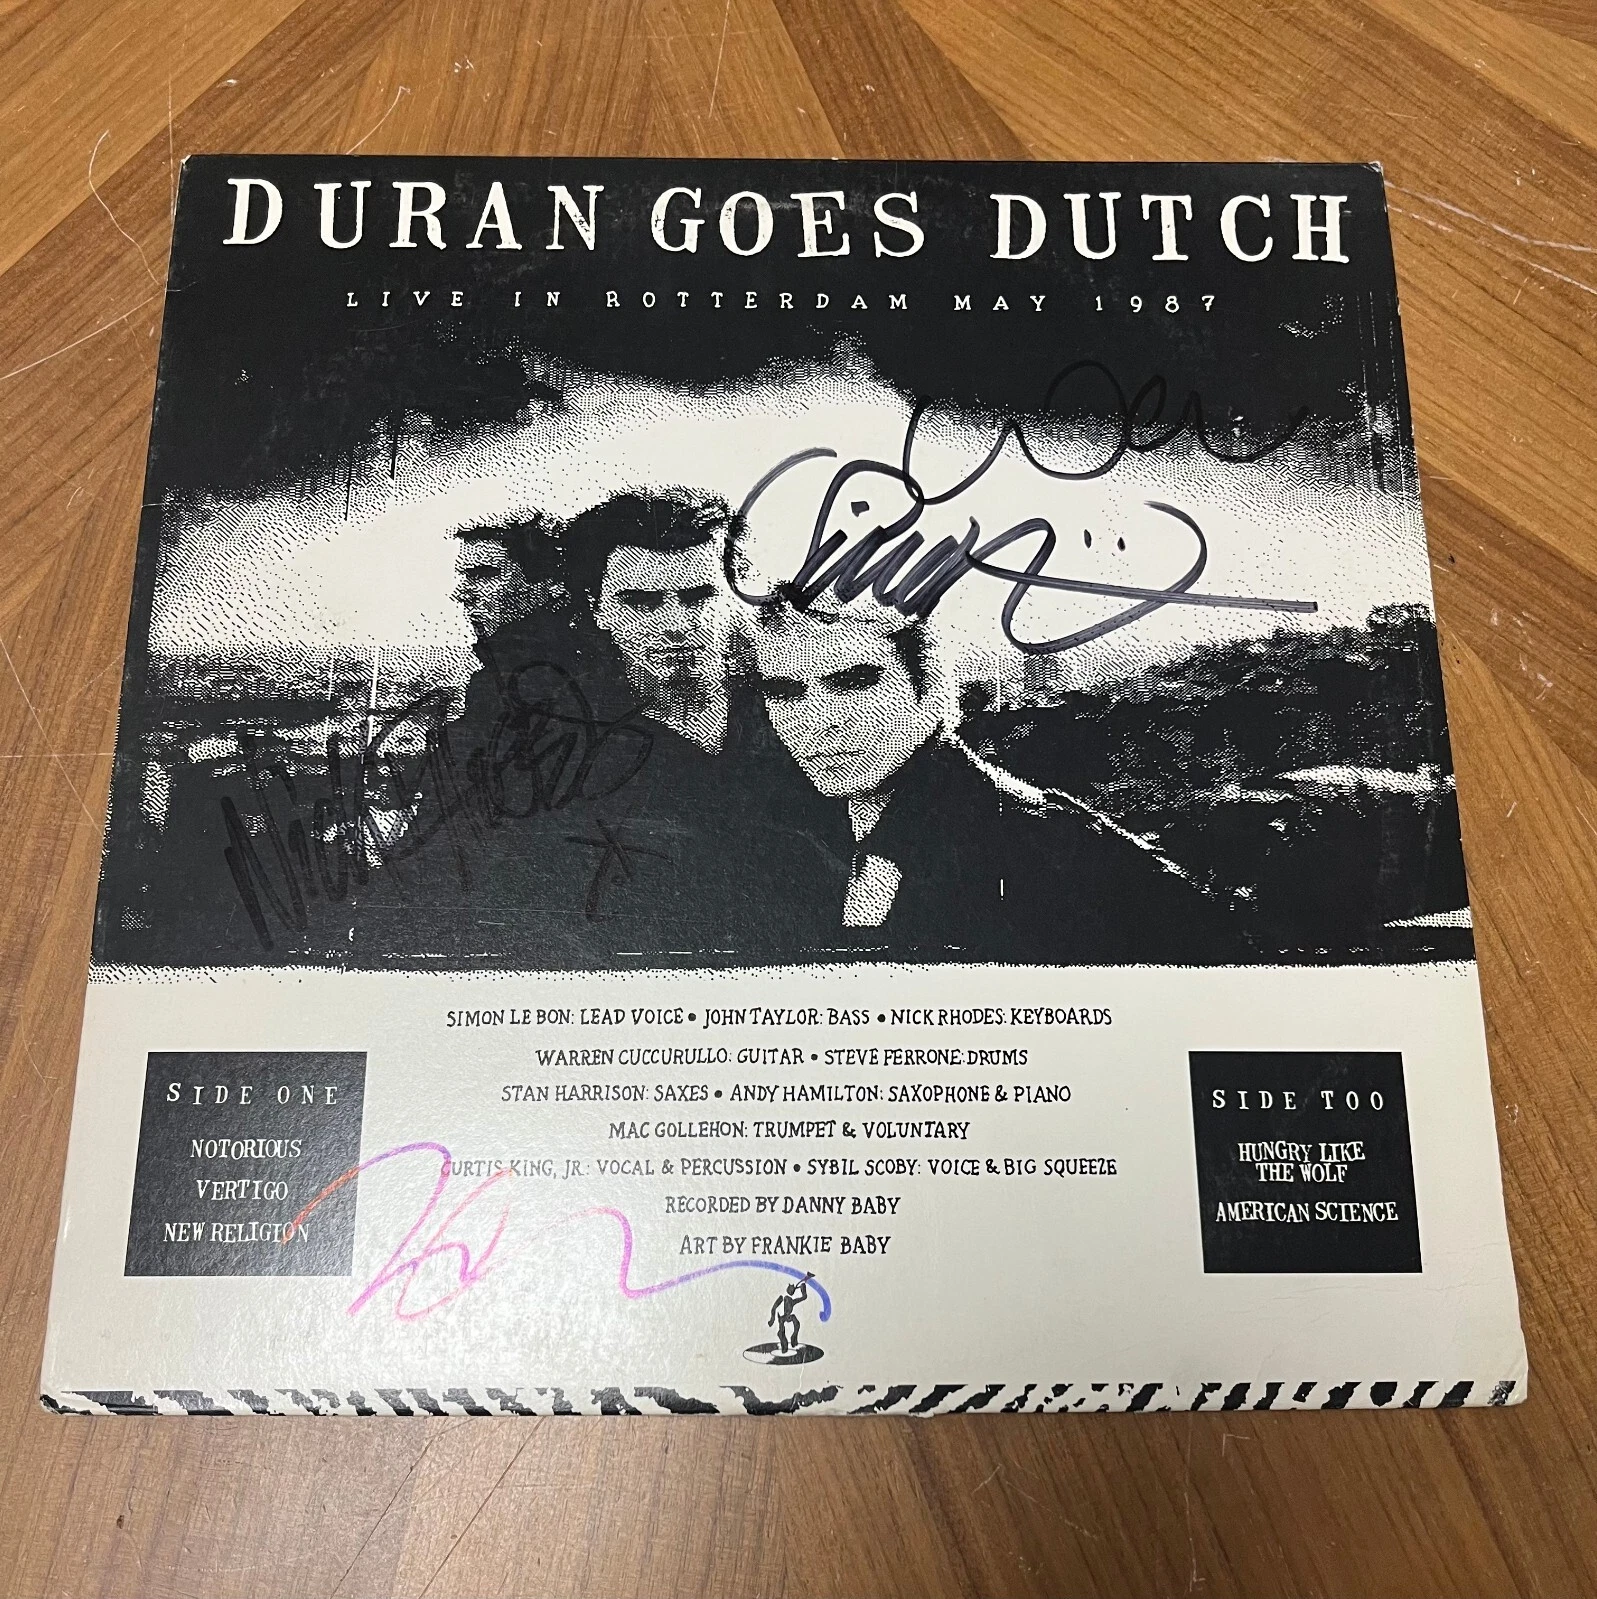 DURAN GOES DUTCH
LIVE IN ROTTERDAM MAY 1987
Simon
Nick Rhodes
SIMON LE BON: LEAD VOICE • JOHN TAYLOR: BASS • NICK RHODES: KEYBOARDS
WARREN CUCCURULLO: GUITAR • STEVE FERRONE: DRUMS
STAN HARRISON: SAXES • ANDY HAMILTON: SAXOPHONE & PIANO
MAC GOLLEHON: TRUMPET & VOLUNTARY
CURTIS KING, JR: VOCAL & PERCUSSION • SYBIL SCOBY: VOICE & BIG SQUEEZE
RECORDED BY DANNY BABY
ART BY FRANKIE BABY
SIDE ONE
NOTORIOUS
VERTIGO
NEW RELIGION
SIDE TOO
HUNGRY LIKE
THE WOLF
AMERICAN SCIENCE